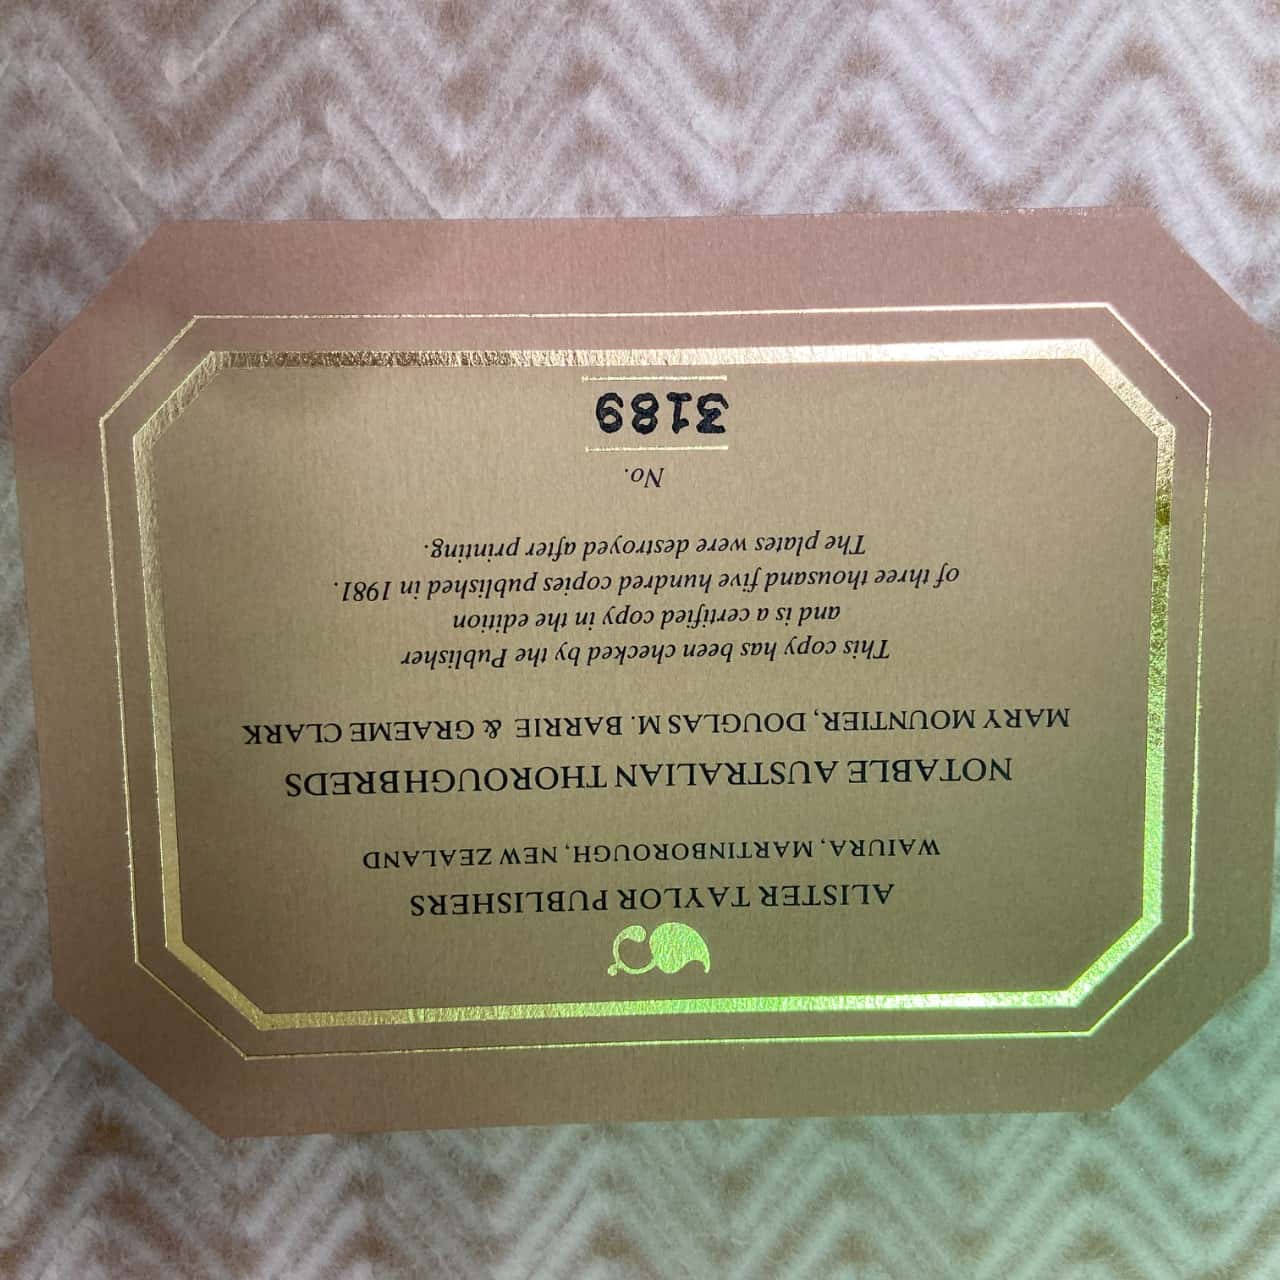 ALISTER TAYLOR PUBLISHERS
WAIURA, MARTINBOROUGH, NEW ZEALAND
NOTABLE AUSTRALIAN THOROUGHBREDS
MARY MOUNTIER, DOUGLAS M. BARRIE & GRAEME CLARK
This copy has been checked by the Publisher
and is a certified copy in the edition
of three thousand five hundred copies published in 1981.
The plates were destroyed after printing.
No.
3189